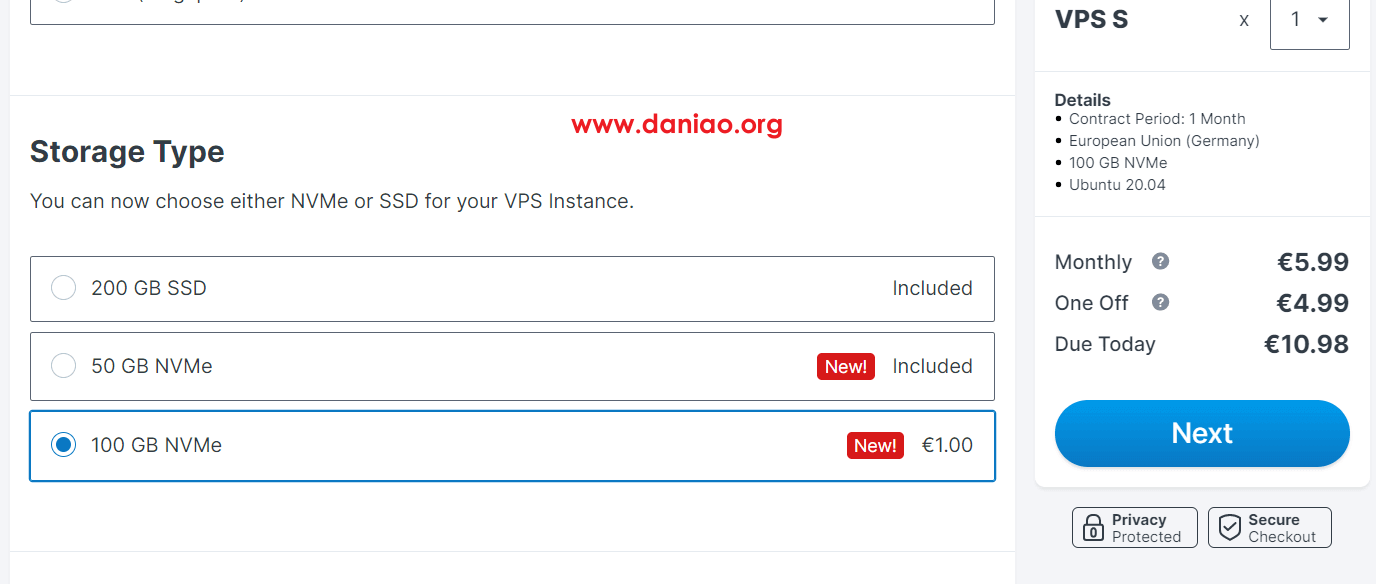 VPS S
x
1
www.daniao.org
Storage Type
You can now choose either NVMe or SSD for your VPS Instance.
200 GB SSD Included
50 GB NVMe New! Included
100 GB NVMe New! €1.00
Details
Contract Period: 1 Month
European Union (Germany)
100 GB NVMe
Ubuntu 20.04
Monthly ? €5.99
One Off ? €4.99
Due Today €10.98
Next
Privacy
Protected
Secure
Checkout